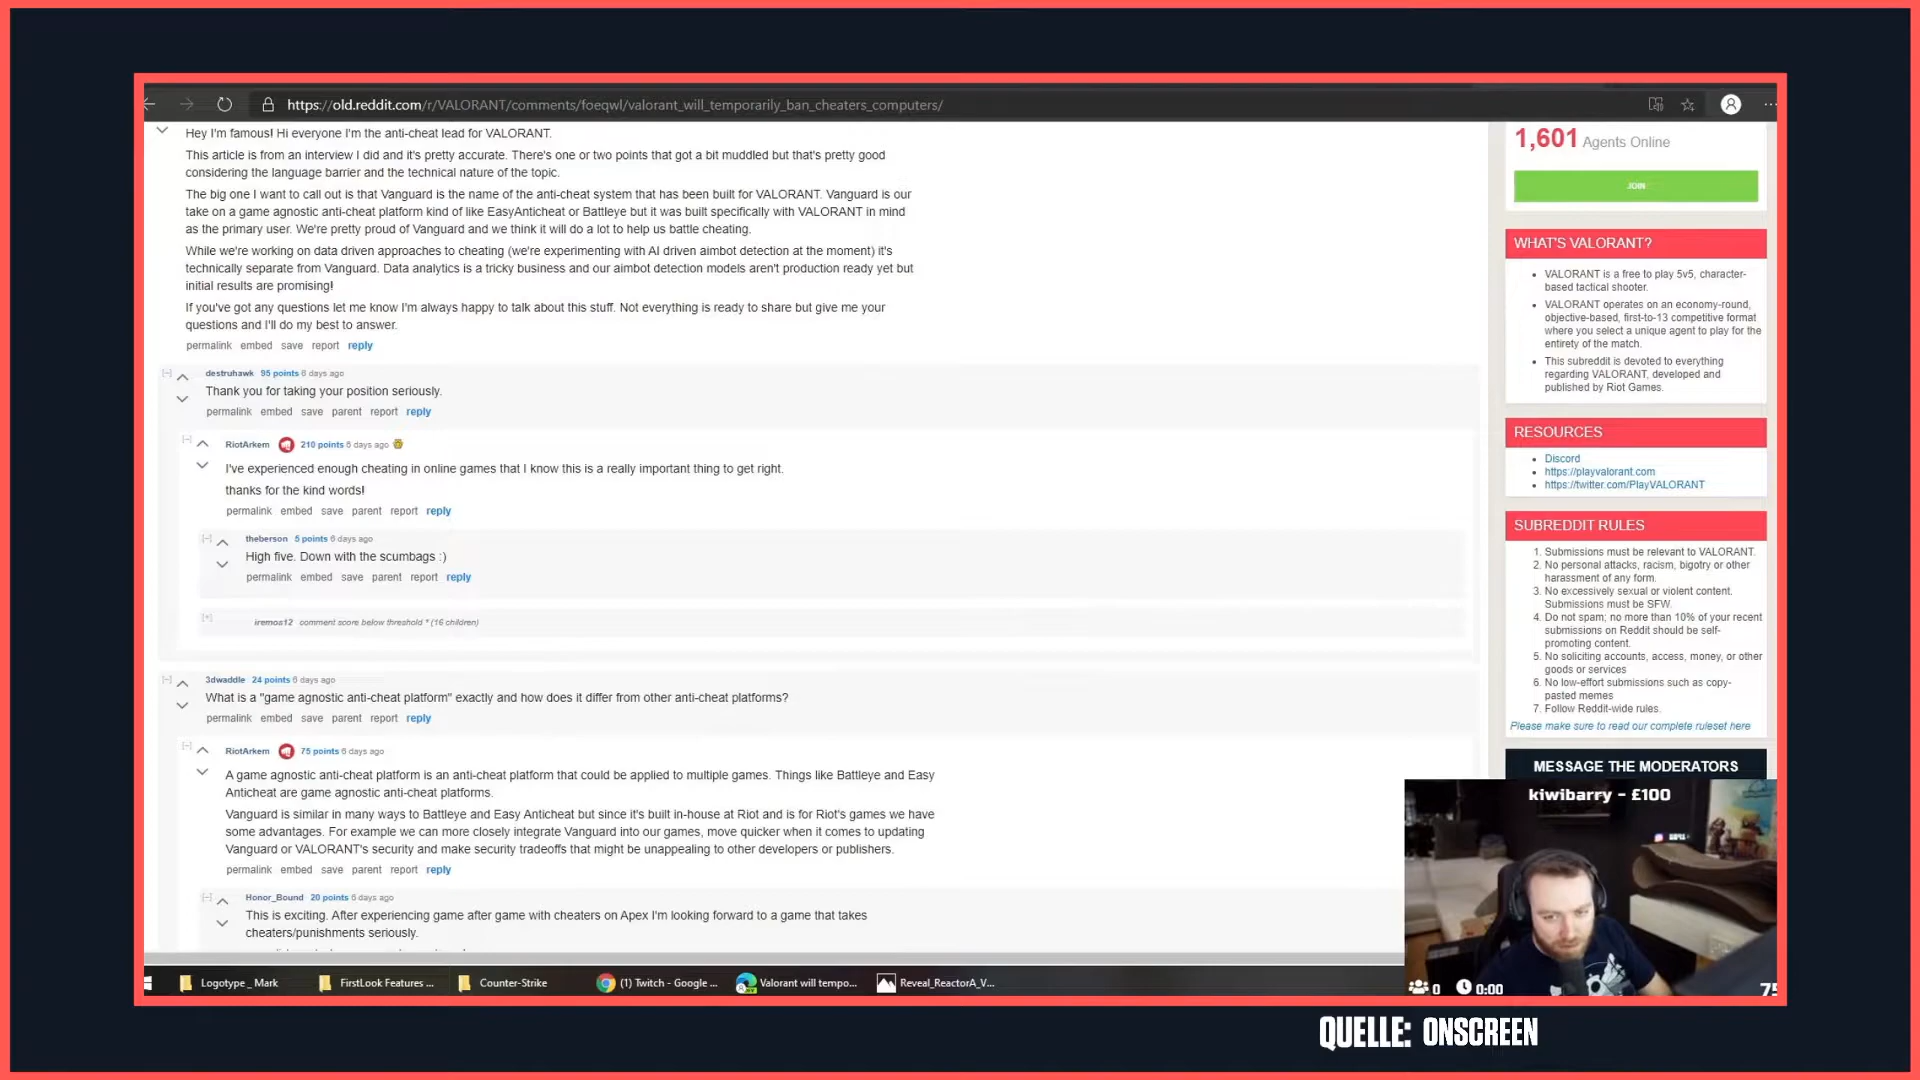 https://old.reddit.com/r/VALORANT/comments/foeqwl/valorant_will_temporarily_ban_cheaters_computers/
Hey I'm famous! Hi everyone I'm the anti-cheat lead for VALORANT.
This article is from an interview I did and it's pretty accurate. There's one or two points that got a bit muddled but that's pretty good
considering the language barrier and the technical nature of the topic.
The big one I want to call out is that Vanguard is the name of the anti-cheat system that has been built for VALORANT. Vanguard is our
take on a game agnostic anti-cheat platform kind of like EasyAnticheat or Battleye but it was built specifically with VALORANT in mind
as the primary user. We're pretty proud of Vanguard and we think it will do a lot to help us battle cheating.
While we're working on data driven approaches to cheating (we're experimenting with AI driven aimbot detection at the moment) it's
technically separate from Vanguard. Data analytics is a tricky business and our aimbot detection models aren't production ready yet but
initial results are promising!
If you've got any questions let me know I'm always happy to talk about this stuff. Not everything is ready to share but give me your
questions and I'll do my best to answer.
permalink embed save report reply
[-] destruhawk 95 points 6 days ago
Thank you for taking your position seriously.
permalink embed save parent report reply
[-] RiotArkem 210 points 6 days ago
I've experienced enough cheating in online games that I know this is a really important thing to get right.
thanks for the kind words!
permalink embed save parent report reply
[-] theberson 5 points 6 days ago
High five. Down with the scumbags :)
permalink embed save parent report reply
[+] iremos12 comment score below threshold * (16 children)
[-] 3dwaddle 24 points 6 days ago
What is a "game agnostic anti-cheat platform" exactly and how does it differ from other anti-cheat platforms?
permalink embed save parent report reply
[-] RiotArkem 75 points 6 days ago
A game agnostic anti-cheat platform is an anti-cheat platform that could be applied to multiple games. Things like Battleye and Easy
Anticheat are game agnostic anti-cheat platforms.
Vanguard is similar in many ways to Battleye and Easy Anticheat but since it's built in-house at Riot and is for Riot's games we have
some advantages. For example we can more closely integrate Vanguard into our games, move quicker when it comes to updating
Vanguard or VALORANT's security and make security tradeoffs that might be unappealing to other developers or publishers.
permalink embed save parent report reply
[-] Honor_Bound 20 points 6 days ago
This is exciting. After experiencing game after game with cheaters on Apex I'm looking forward to a game that takes
cheaters/punishments seriously.
1,601 Agents Online
JOIN
WHAT'S VALORANT?
VALORANT is a free to play 5v5, character-
based tactical shooter.
VALORANT operates on an economy-round,
objective-based, first-to-13 competitive format
where you select a unique agent to play for the
entirety of the match.
This subreddit is devoted to everything
regarding VALORANT, developed and
published by Riot Games.
RESOURCES
Discord
https://playvalorant.com
https://twitter.com/PlayVALORANT
SUBREDDIT RULES
1. Submissions must be relevant to VALORANT.
2. No personal attacks, racism, bigotry or other
harassment of any form.
3. No excessively sexual or violent content.
Submissions must be SFW.
4. Do not spam; no more than 10% of your recent
submissions on Reddit should be self-
promoting content.
5. No soliciting accounts, access, money, or other
goods or services
6. No low-effort submissions such as copy-
pasted memes
7. Follow Reddit-wide rules.
Please make sure to read our complete ruleset here
MESSAGE THE MODERATORS
kiwibarry - £100
0 0:00 75
Logotype _ Mark FirstLook Features ... Counter-Strike (1) Twitch - Google ... Valorant will tempo... Reveal_ReactorA_V...
QUELLE: ONSCREEN